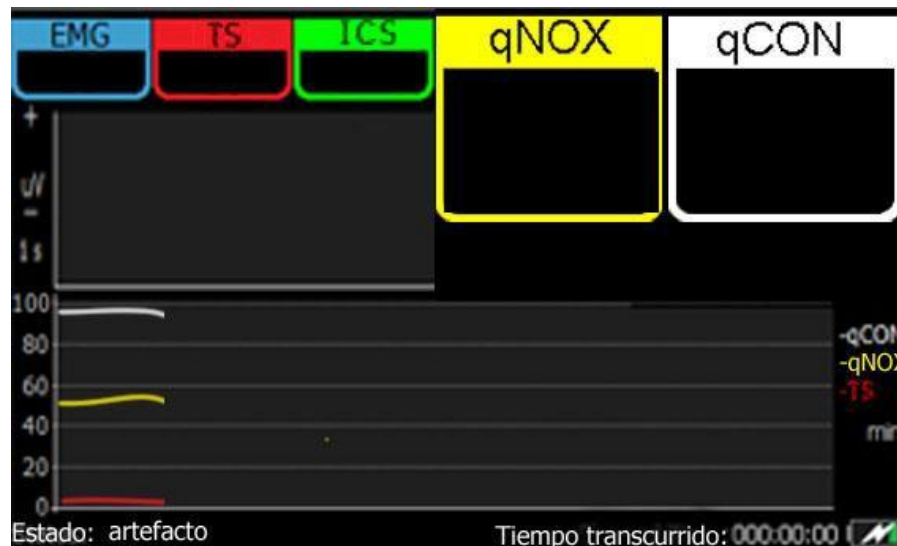 EMG TS ICS qNOX qCON
+
uV
-
1s
100
80
60
40
20
0
-qCON
-qNOX
-TS
min
Estado: artefacto
Tiempo transcurrido: 000:00:00